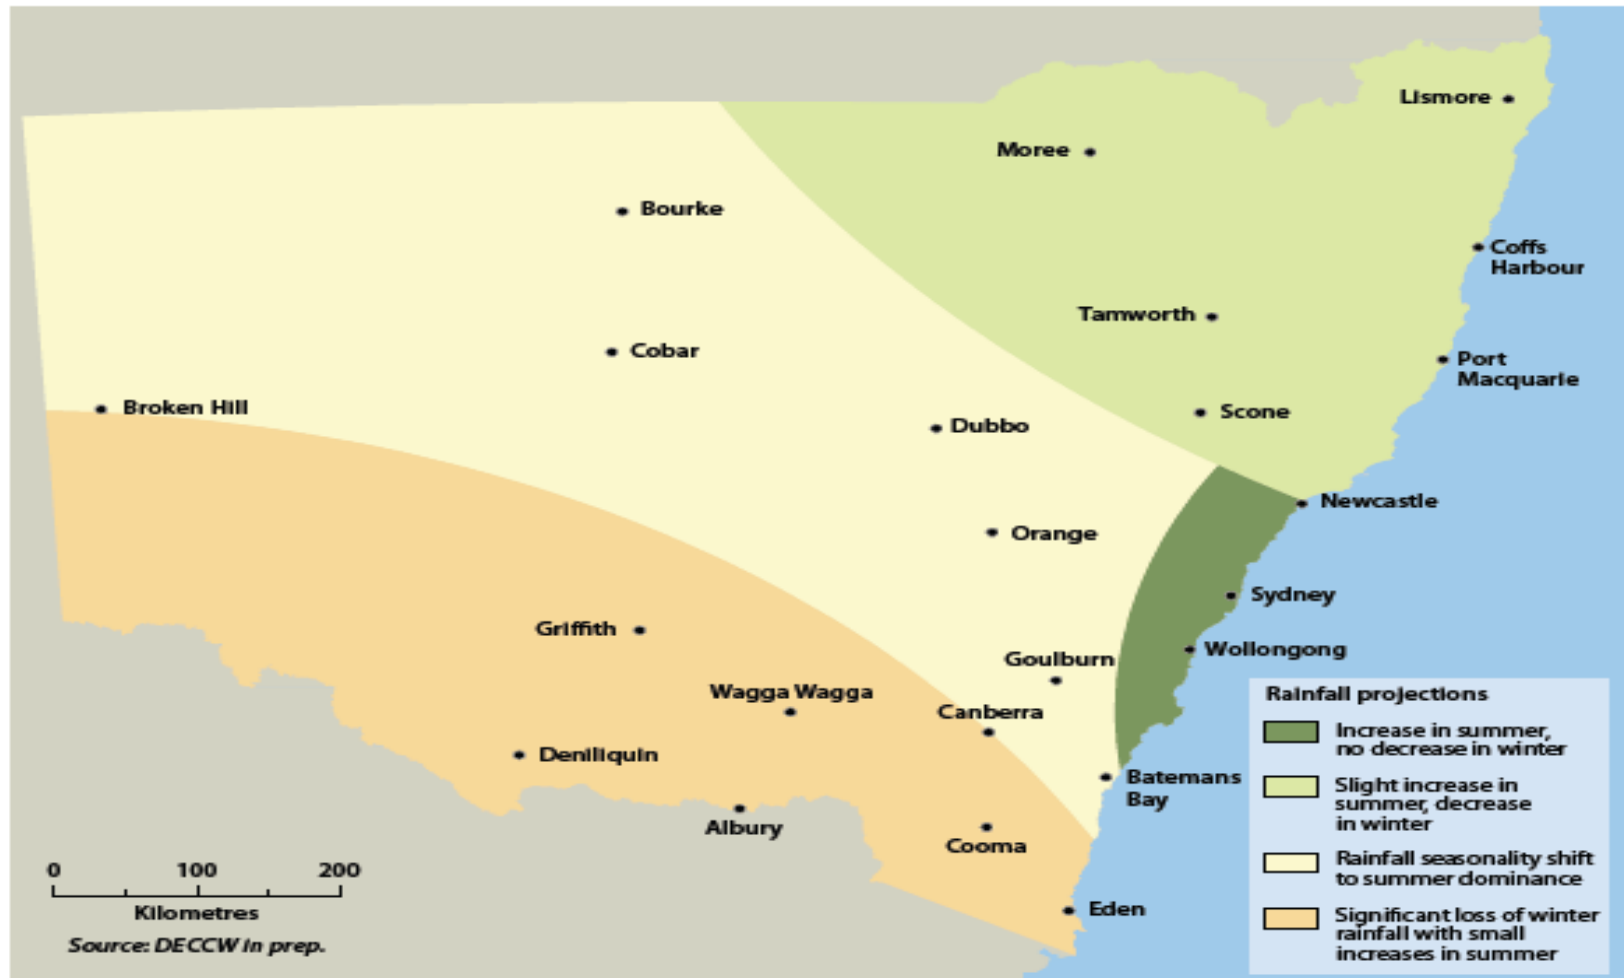 Lismore
Moree
Bourke
Coffs
Harbour
Tamworth
Cobar
Port
Macquarie
Broken Hill
Scone
Dubbo
Newcastle
Orange
Sydney
Griffith
Wollongong
Goulburn
Wagga Wagga
Canberra
Deniliquin
Batemans
Bay
Albury
Cooma
Eden
Rainfall projections
Increase in summer,
no decrease in winter
Slight increase in
summer, decrease
in winter
Rainfall seasonality shift
to summer dominance
Significant loss of winter
rainfall with small
increases in summer
0 100 200
Kilometres
Source: DECCW in prep.